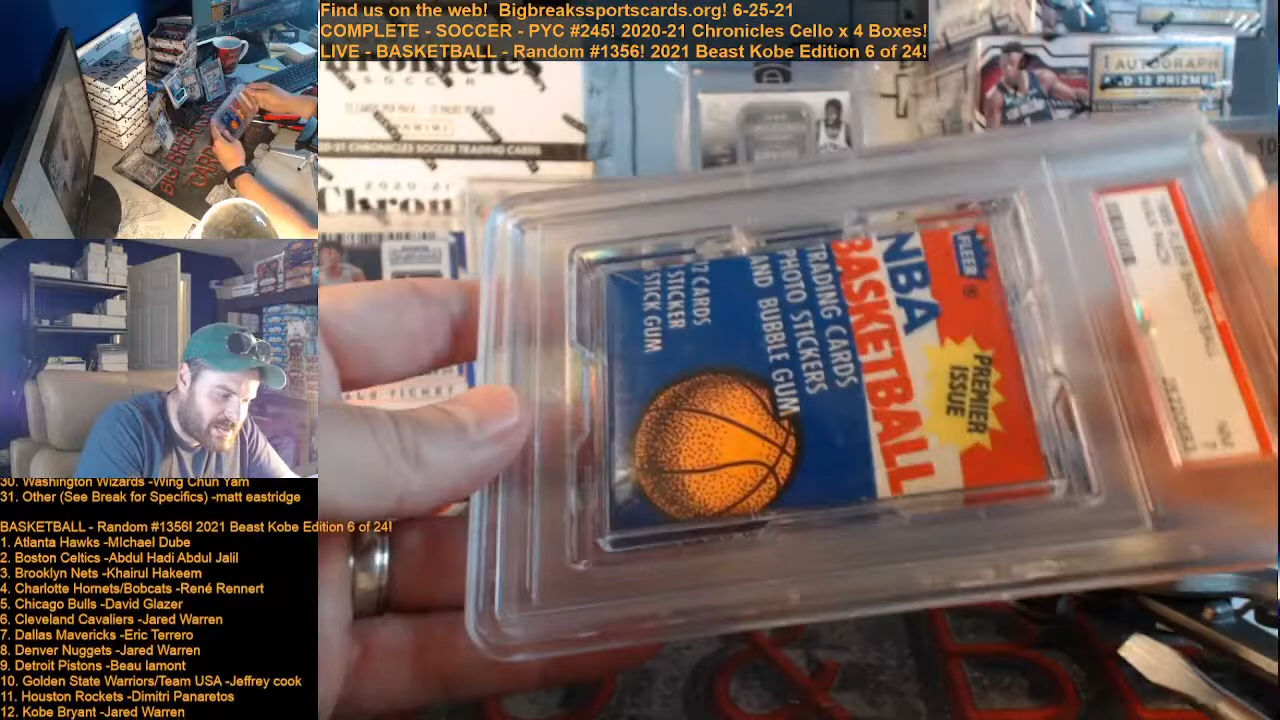 Find us on the web! Bigbreakssportscards.org! 6-25-21
COMPLETE - SOCCER - PYC #245! 2020-21 Chronicles Cello x 4 Boxes!
LIVE - BASKETBALL - Random #1356! 2021 Beast Kobe Edition 6 of 24!
SOCCER
1 AUTOGRAPH
2020-21
Chron
FLEER ®
NBA
BASKETBALL
PREMIER
ISSUE
TRADING CARDS
PHOTO STICKERS
AND BUBBLE GUM
12 CARDS
STICKER
STICK GUM
30. Washington Wizards -Wing Chun Yam
31. Other (See Break for Specifics) -matt eastridge
BASKETBALL - Random #1356! 2021 Beast Kobe Edition 6 of 24!
1. Atlanta Hawks -MIchael Dube
2. Boston Celtics -Abdul Hadi Abdul Jalil
3. Brooklyn Nets -Khairul Hakeem
4. Charlotte Hornets/Bobcats -René Rennert
5. Chicago Bulls -David Glazer
6. Cleveland Cavaliers -Jared Warren
7. Dallas Mavericks -Eric Terrero
8. Denver Nuggets -Jared Warren
9. Detroit Pistons -Beau lamont
10. Golden State Warriors/Team USA -Jeffrey cook
11. Houston Rockets -Dimitri Panaretos
12. Kobe Bryant -Jared Warren